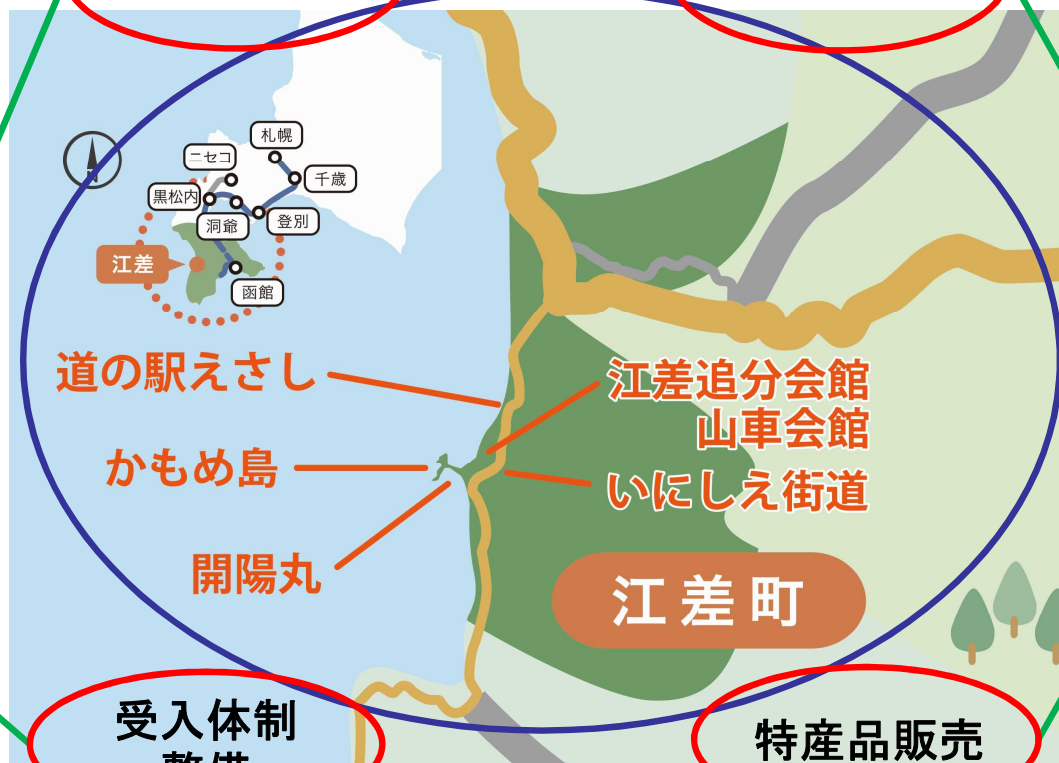 札幌
ニセコ
千歳
黒松内
洞爺
登別
江差
函館
道の駅えさし
江差追分会館
山車会館
かもめ島
いにしえ街道
開陽丸
江差町
受入体制
整備
特産品販売